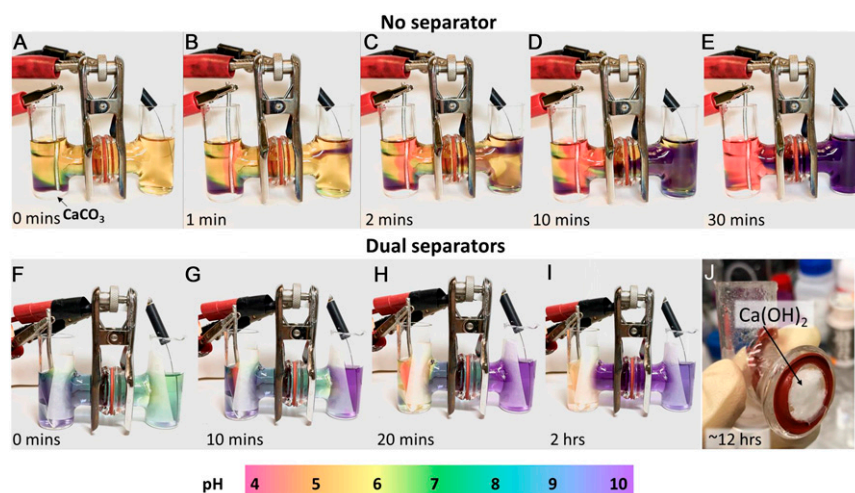 No separator
A
B
C
D
E
0 mins
CaCO₃
1 min
2 mins
10 mins
30 mins
Dual separators
F
G
H
I
J
Ca(OH)₂
0 mins
10 mins
20 mins
2 hrs
~12 hrs
pH 4 5 6 7 8 9 10